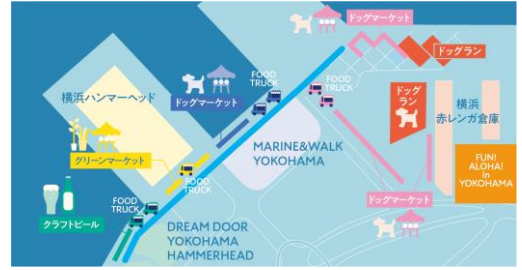 ドッグマーケット
ドッグラン
FOOD
TRUCK
横浜ハンマーヘッド
ドッグマーケット
FOOD
TRUCK
ドッグ
ラン
横浜
赤レンガ倉庫
MARINE&WALK
YOKOHAMA
グリーンマーケット
FOOD
TRUCK
FUN!
ALOHA!
In
YOKOHAMA
ドッグマーケット
FOOD
TRUCK
クラフトビール
DREAM DOOR
YOKOHAMA
HAMMERHEAD